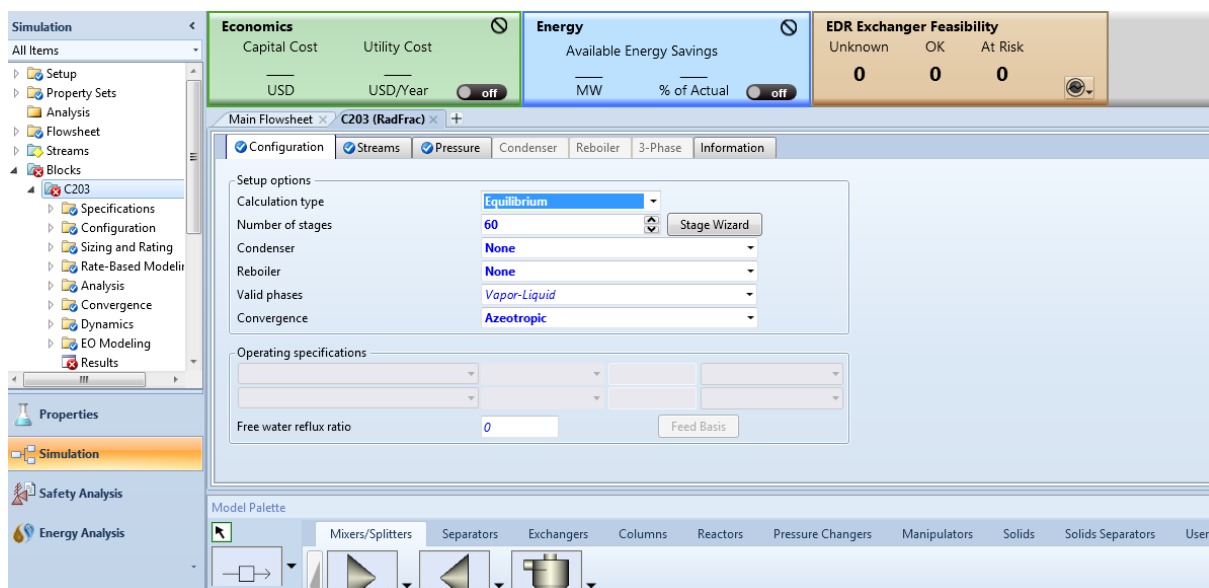 Simulation
All Items
Setup
Property Sets
Analysis
Flowsheet
Streams
Blocks
C203
Specifications
Configuration
Sizing and Rating
Rate-Based Modelin
Analysis
Convergence
Dynamics
EO Modeling
Results
Properties
Simulation
Safety Analysis
Energy Analysis
Economics
Capital Cost Utility Cost
USD USD/Year off
Energy
Available Energy Savings
MW % of Actual off
EDR Exchanger Feasibility
Unknown OK At Risk
0 0 0
Main Flowsheet C203 (RadFrac) +
Configuration Streams Pressure Condenser Reboiler 3-Phase Information
Setup options
Calculation type Equilibrium
Number of stages 60 Stage Wizard
Condenser None
Reboiler None
Valid phases Vapor-Liquid
Convergence Azeotropic
Operating specifications
Free water reflux ratio 0 Feed Basis
Model Palette
Mixers/Splitters Separators Exchangers Columns Reactors Pressure Changers Manipulators Solids Solids Separators User